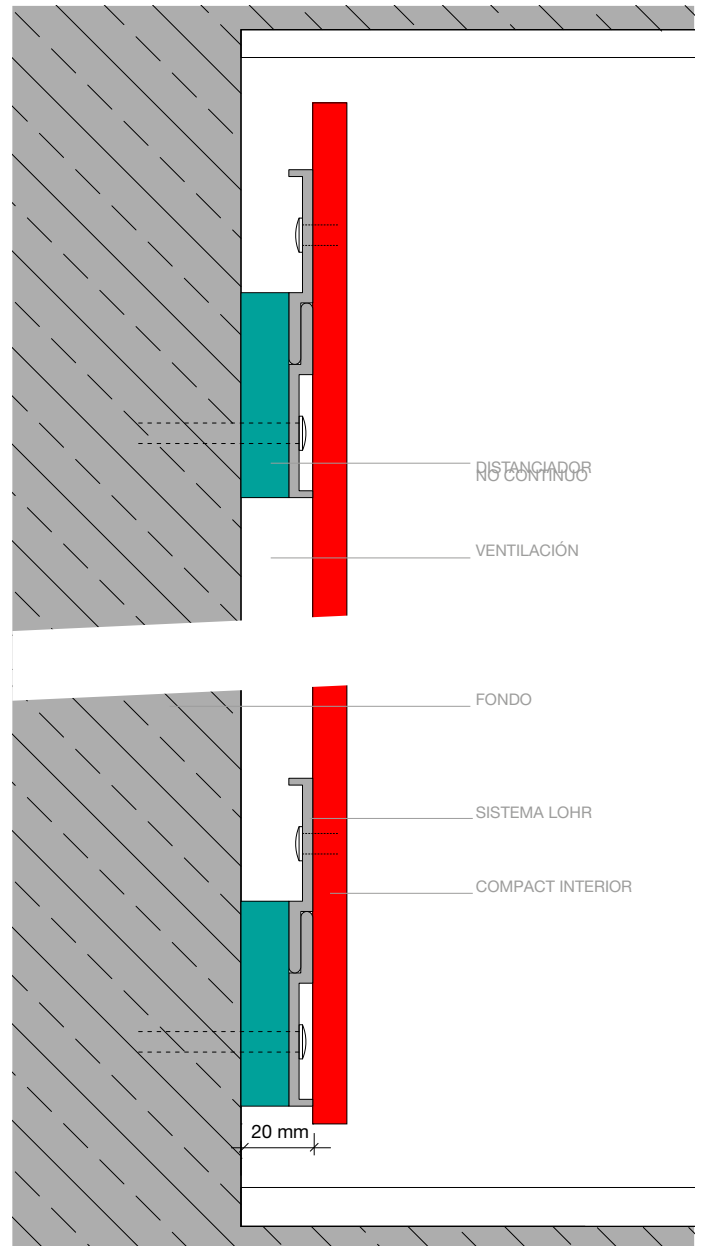 DISTANCIADOR
NO CONTINUO
VENTILACIÓN
FONDO
SISTEMA LOHR
COMPACT INTERIOR
20 mm